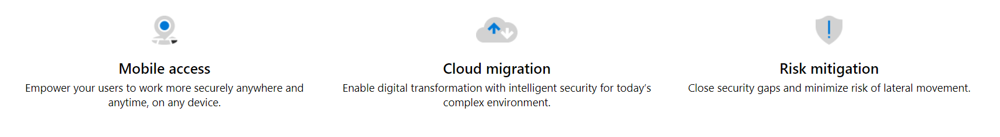 Mobile access
Empower your users to work more securely anywhere and
anytime, on any device.
Cloud migration
Enable digital transformation with intelligent security for today’s
complex environment.
Risk mitigation
Close security gaps and minimize risk of lateral movement.